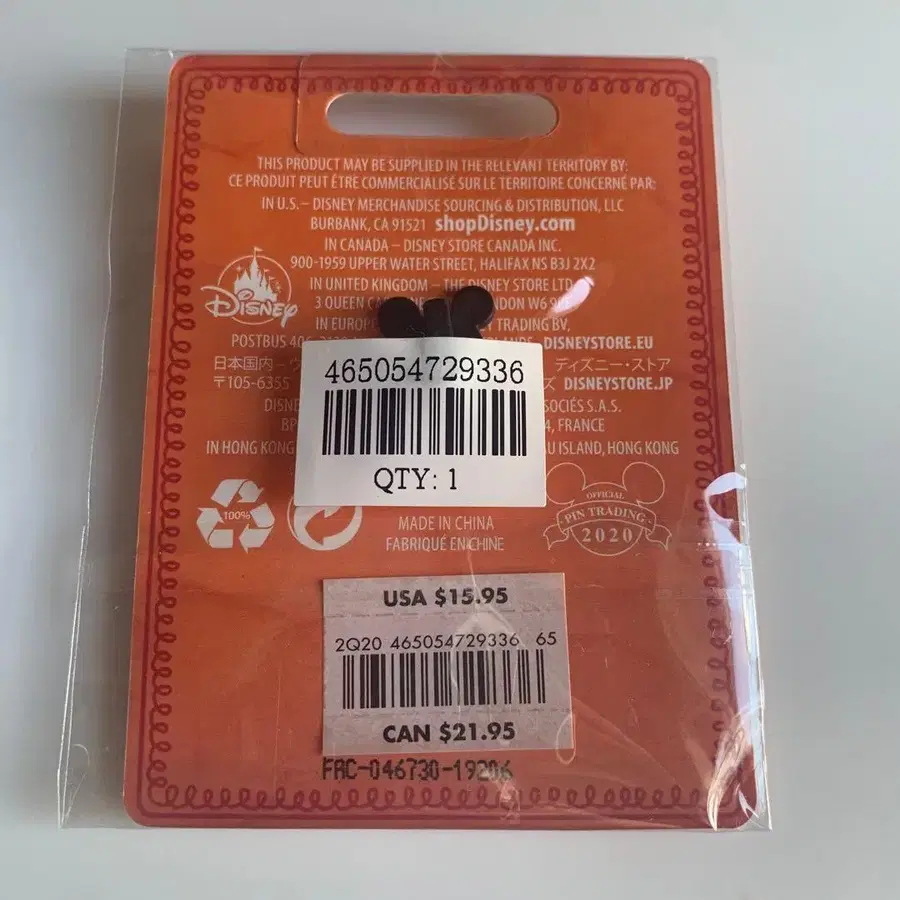 THIS PRODUCT MAY BE SUPPLIED IN THE RELEVANT TERRITORY BY:
CE PRODUIT PEUT ÊTRE COMMERCIALISÉ SUR LE TERRITOIRE CONCERNÉ PAR:
IN U.S. – DISNEY MERCHANDISE SOURCING & DISTRIBUTION, LLC
BURBANK, CA 91521 shopDisney.com
IN CANADA – DISNEY STORE CANADA INC.
900-1959 UPPER WATER STREET, HALIFAX NS B3J 2X2
Disney
IN UNITED KINGDOM – THE DISNEY STORE LTD
3 QUEEN
IN EUROPE
TRADING BV,
POSTBUS
DISNEYSTORE.EU
日本国内 –
ディズニー・ストア
〒105-6355
DISNEYSTORE.JP
SOCIÉS S.A.S.
FRANCE
IN HONG KONG
ISLAND, HONG KONG
465054729336
QTY: 1
100%
MADE IN CHINA
FABRIQUÉ EN CHINE
OFFICIAL
PIN TRADING
2020
USA $15.95
2Q20 465054729336 65
CAN $21.95
FAC-046730-19206